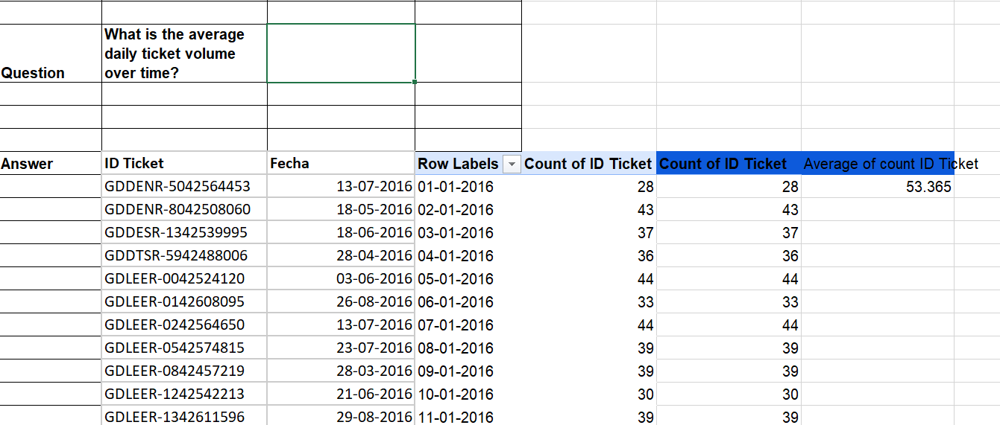 What is the average
daily ticket volume
Question over time?
Answer ID Ticket Fecha Row Labels Count of ID Ticket Count of ID Ticket Average of count ID Ticket
GDDENR-5042564453 13-07-2016 01-01-2016 28 28 53.365
GDDENR-8042508060 18-05-2016 02-01-2016 43 43
GDDESR-1342539995 18-06-2016 03-01-2016 37 37
GDDTSR-5942488006 28-04-2016 04-01-2016 36 36
GDLEER-0042524120 03-06-2016 05-01-2016 44 44
GDLEER-0142608095 26-08-2016 06-01-2016 33 33
GDLEER-0242564650 13-07-2016 07-01-2016 44 44
GDLEER-0542574815 23-07-2016 08-01-2016 39 39
GDLEER-0842457219 28-03-2016 09-01-2016 39 39
GDLEER-1242542213 21-06-2016 10-01-2016 30 30
GDLEER-1342611596 29-08-2016 11-01-2016 39 39